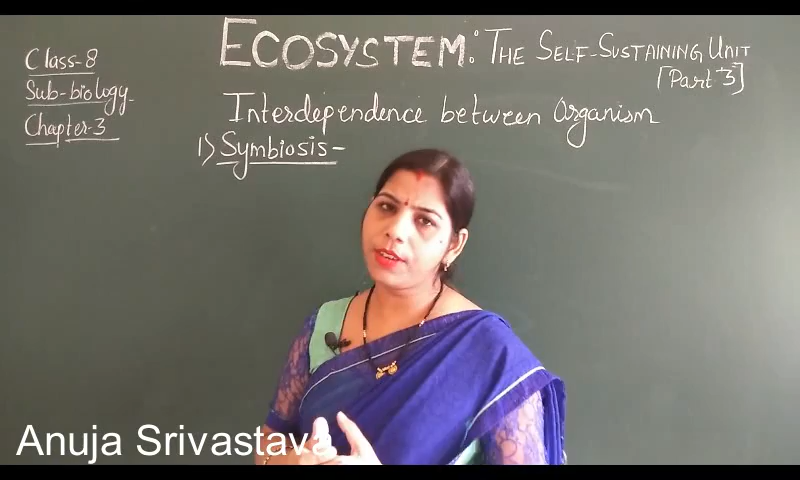 Class-8
Sub-biology
Chapter-3
ECOSYSTEM: THE SELF-SUSTAINING UNIT
[Part 3]
Interdependence between Organism
1) Symbiosis-
Anuja Srivastava